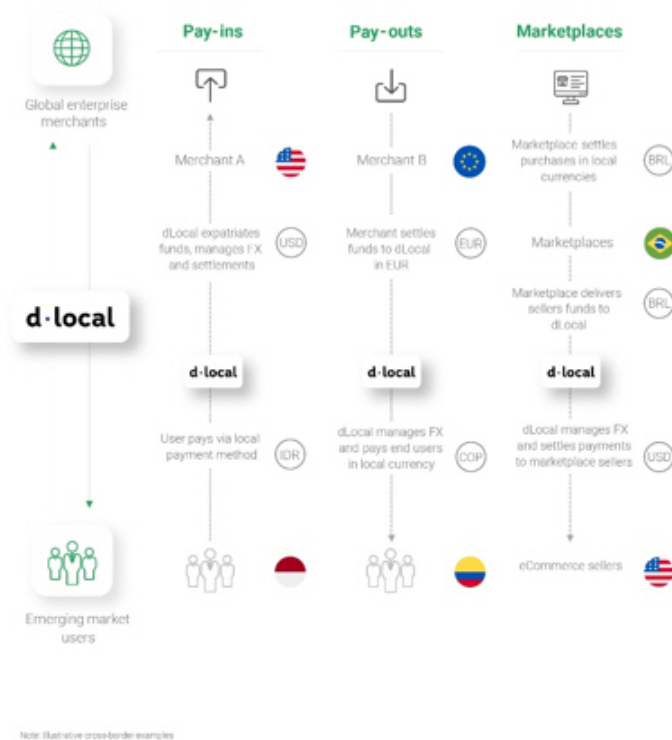 Pay-ins
Pay-outs
Marketplaces
Global enterprise
merchants
Merchant A
Merchant B
Marketplace settles
purchases in local
currencies
BRL
dLocal expatriates
funds, manages FX
and settlements
USD
Merchant settles
funds to dLocal
in EUR
EUR
Marketplaces
Marketplace delivers
sellers funds to
dLocal
BRL
d·local
d·local
d·local
d·local
User pays via local
payment method
IDR
dLocal manages FX
and pays end users
in local currency
COP
dLocal manages FX
and settles payments
to marketplace sellers
USD
eCommerce sellers
Emerging market
users
Note: Illustrative cross-border examples